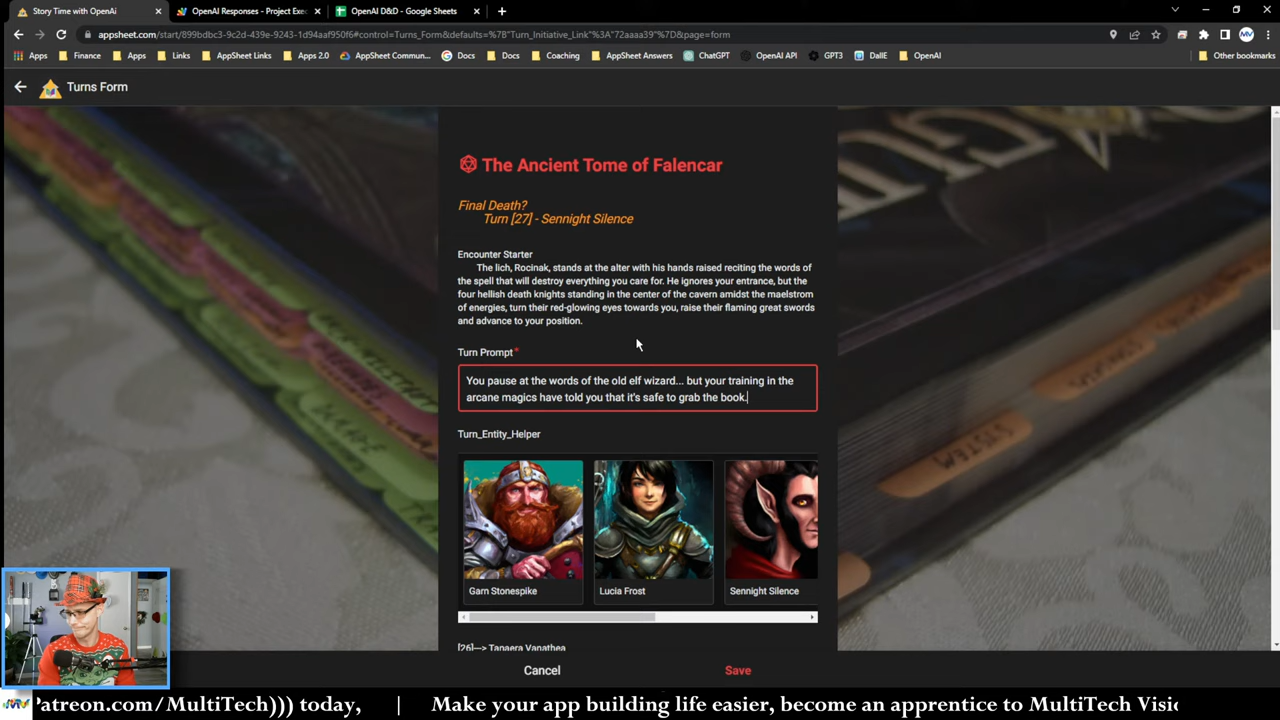 Story Time with OpenAi
OpenAI Responses - Project Exec
OpenAI D&D - Google Sheets
appsheet.com/start/899bdbc3-9c2d-439e-9243-1d94aaf950f6#control=Turns_Form&defaults=%7B"Turn_Initiative_Link"%3A"72aaaa39"%7D&page=form
Apps Finance Apps Links AppSheet Links Apps 2.0 AppSheet Commun... Docs Docs Coaching AppSheet Answers ChatGPT OpenAI API GPT3 DallE OpenAI Other bookmarks
Turns Form
The Ancient Tome of Falencar
Final Death?
Turn [27] - Sennight Silence
Encounter Starter
The lich, Rocinak, stands at the alter with his hands raised reciting the words of
the spell that will destroy everything you care for. He ignores your entrance, but the
four hellish death knights standing in the center of the cavern amidst the maelstrom
of energies, turn their red-glowing eyes towards you, raise their flaming great swords
and advance to your position.
Turn Prompt*
You pause at the words of the old elf wizard... but your training in the
arcane magics have told you that it's safe to grab the book.
Turn_Entity_Helper
Garn Stonespike
Lucia Frost
Sennight Silence
[26]—> Tanaera Vanathea
Cancel
Save
SYSTEM
MV
Patreon.com/MultiTech))) today, | Make your app building life easier, become an apprentice to MultiTech Visio